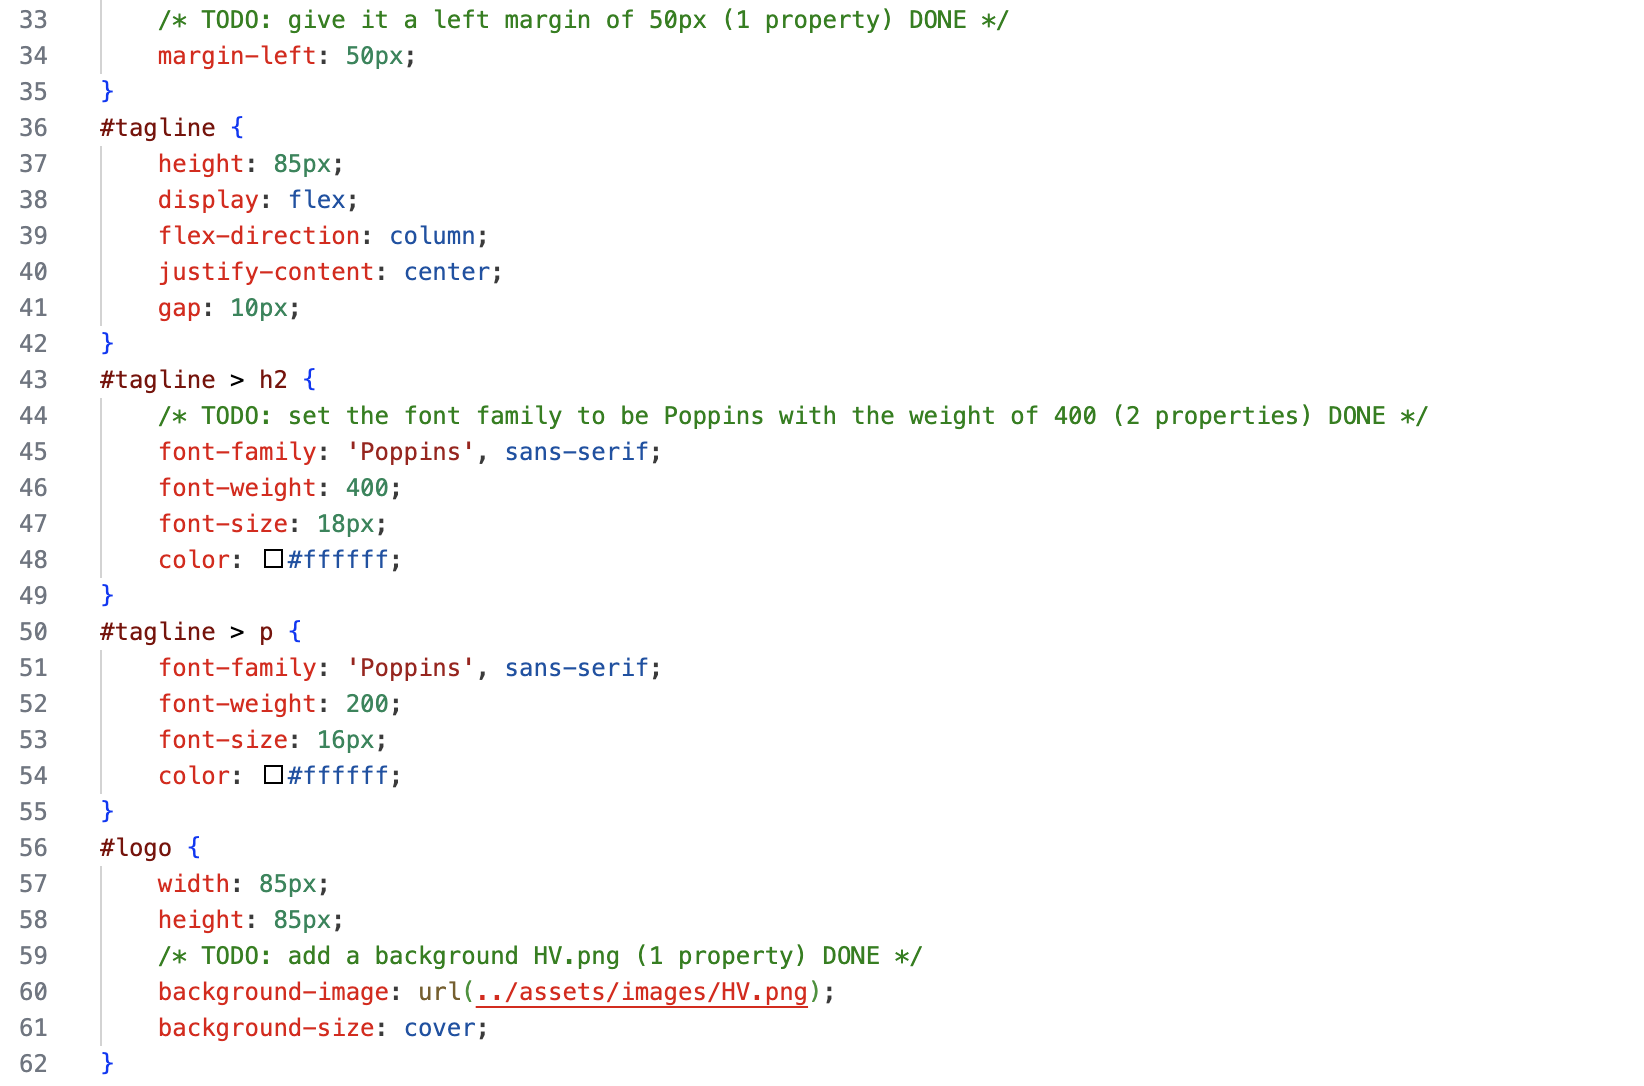 33 /* TODO: give it a left margin of 50px (1 property) DONE */
34 margin-left: 50px;
35 }
36 #tagline {
37 height: 85px;
38 display: flex;
39 flex-direction: column;
40 justify-content: center;
41 gap: 10px;
42 }
43 #tagline > h2 {
44 /* TODO: set the font family to be Poppins with the weight of 400 (2 properties) DONE */
45 font-family: 'Poppins', sans-serif;
46 font-weight: 400;
47 font-size: 18px;
48 color: #ffffff;
49 }
50 #tagline > p {
51 font-family: 'Poppins', sans-serif;
52 font-weight: 200;
53 font-size: 16px;
54 color: #ffffff;
55 }
56 #logo {
57 width: 85px;
58 height: 85px;
59 /* TODO: add a background HV.png (1 property) DONE */
60 background-image: url(../assets/images/HV.png);
61 background-size: cover;
62 }